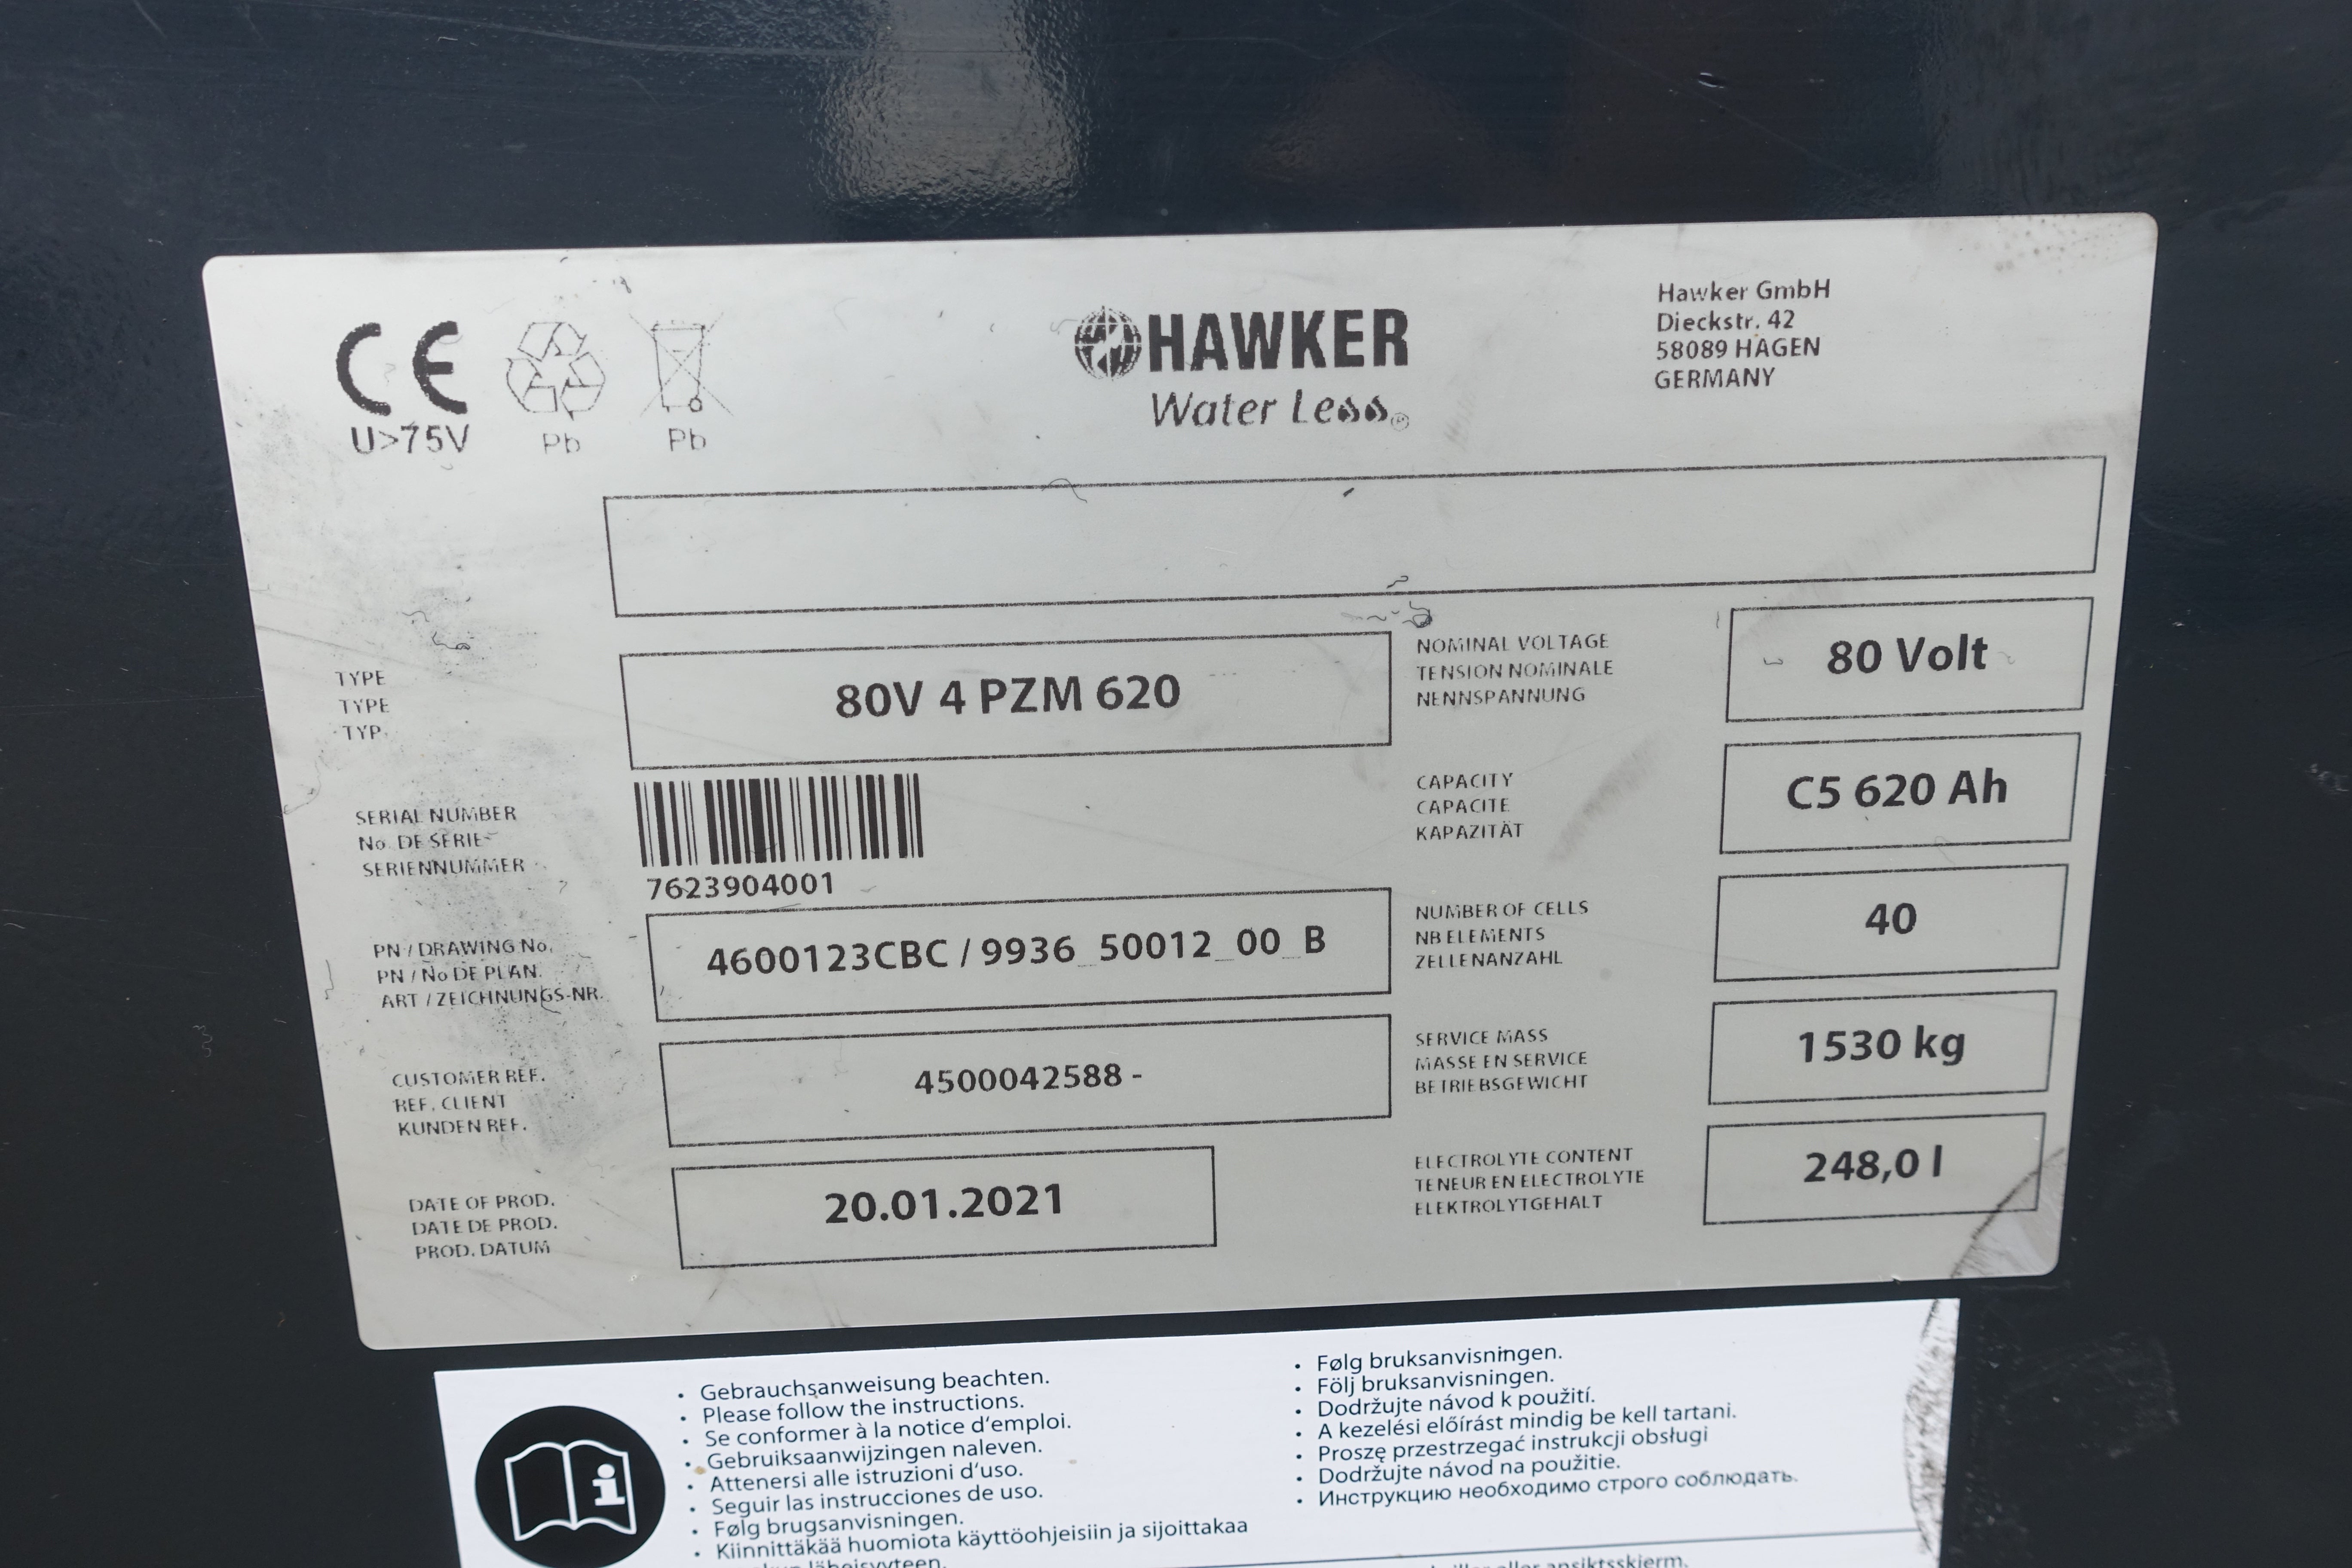 CE
U>75V
Pb
Pb
HAWKER
Water Less
Hawker GmbH
Dieckstr. 42
58089 HAGEN
GERMANY
TYPE
TYPE
TYP
80V 4 PZM 620
NOMINAL VOLTAGE
TENSION NOMINALE
NENNSPANNUNG
80 Volt
SERIAL NUMBER
No. DE SERIE
SERIENNUMMER
7623904001
CAPACITY
CAPACITE
KAPAZITÄT
C5 620 Ah
PN / DRAWING No.
PN / No DE PLAN.
ART / ZEICHNUNGS-NR.
4600123CBC / 9936_50012_00_B
NUMBER OF CELLS
NB ELEMENTS
ZELLENANZAHL
40
CUSTOMER REF.
REF. CLIENT
KUNDEN REF.
4500042588 -
SERVICE MASS
MASSE EN SERVICE
BETRIEBSGEWICHT
1530 kg
DATE OF PROD.
DATE DE PROD.
PROD. DATUM
20.01.2021
ELECTROLYTE CONTENT
TENEUR EN ELECTROLYTE
ELEKTROLYTGEHALT
248,0 l
• Gebrauchsanweisung beachten.
• Please follow the instructions.
• Se conformer à la notice d'emploi.
• Gebruiksaanwijzingen naleven.
• Attenersi alle istruzioni d'uso.
• Seguir las instrucciones de uso.
• Følg brugsanvisningen.
• Kiinnittäkää huomiota käyttöohjeisiin ja sijoittakaa
läheisyyteen.
• Følg bruksanvisningen.
• Följ bruksanvisningen.
• Dodržujte návod k použití.
• A kezelési előírást mindig be kell tartani.
• Proszę przestrzegać instrukcji obsługi
• Dodržujte návod na použitie.
• Инструкцию необходимо строго соблюдать.
eller ansiktsskjerm.